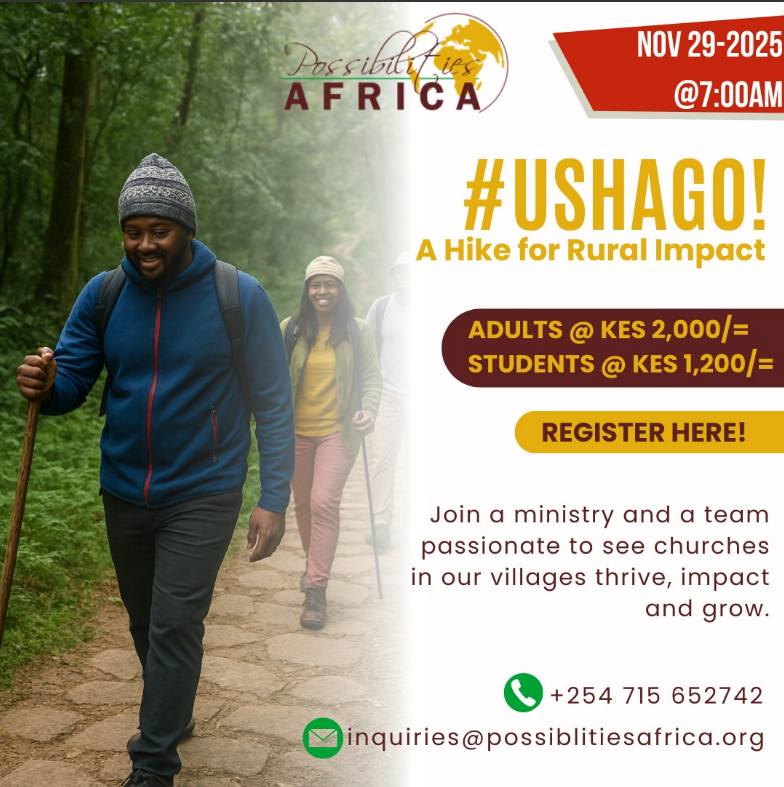 Possibilities
AFRICA
NOV 29-2025
@7:00AM
#USHAGO!
A Hike for Rural Impact
ADULTS @ KES 2,000/=
STUDENTS @ KES 1,200/=
REGISTER HERE!
Join a ministry and a team
passionate to see churches
in our villages thrive, impact
and grow.
+254 715 652742
inquiries@possiblitiesafrica.org